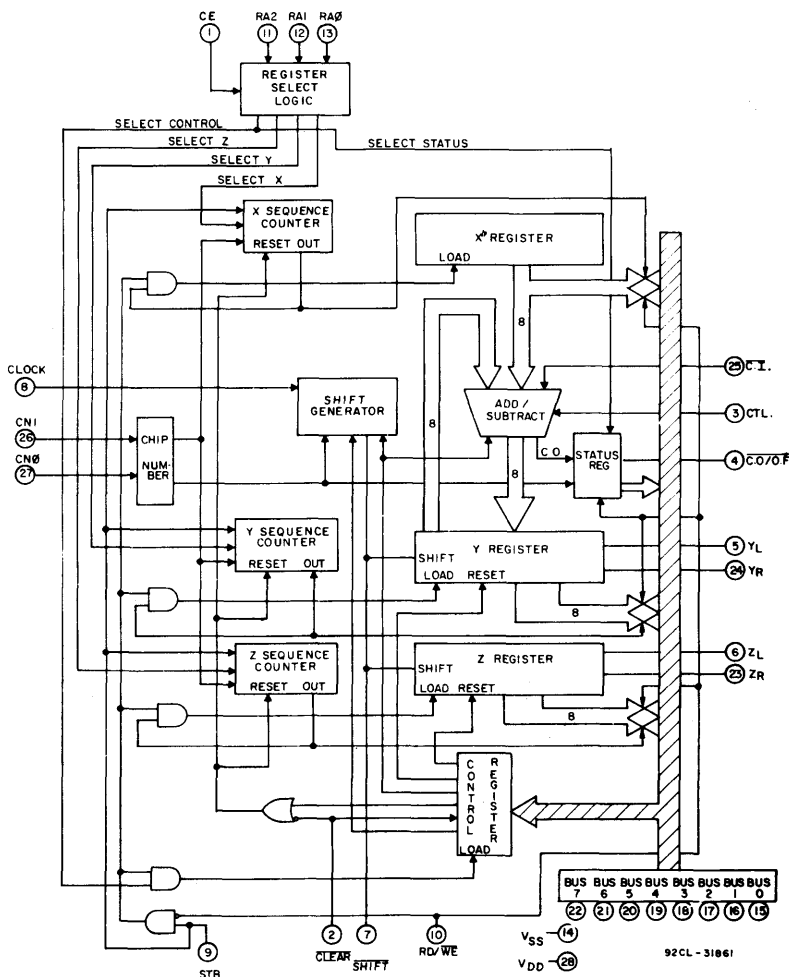 CE RA2 RA1 RAØ
1 11 12 13
REGISTER
SELECT
LOGIC
SELECT CONTROL
SELECT Z
SELECT STATUS
SELECT Y
SELECT X
X SEQUENCE
COUNTER
RESET OUT
X REGISTER
LOAD
8
CLOCK
8
SHIFT
GENERATOR
8
ADD/
SUBTRACT
25 C.I.
3 CTL.
CN1
26
CNØ
27
CHIP
NUM-
BER
8
CO
STATUS
REG
4 C.O/O.F
Y SEQUENCE
COUNTER
RESET OUT
SHIFT
Y REGISTER
LOAD RESET
8
5 YL
24 YR
Z SEQUENCE
COUNTER
RESET OUT
SHIFT
Z REGISTER
LOAD RESET
8
6 ZL
23 ZR
CONTROL
REGISTER
LOAD
BUS BUS BUS BUS BUS BUS BUS BUS
7 6 5 4 3 2 1 0
22 21 20 19 18 17 16 15
9
STB
2
CLEAR
7
SHIFT
10
RD/WE
VSS 14
VDD 28
92CL-31861